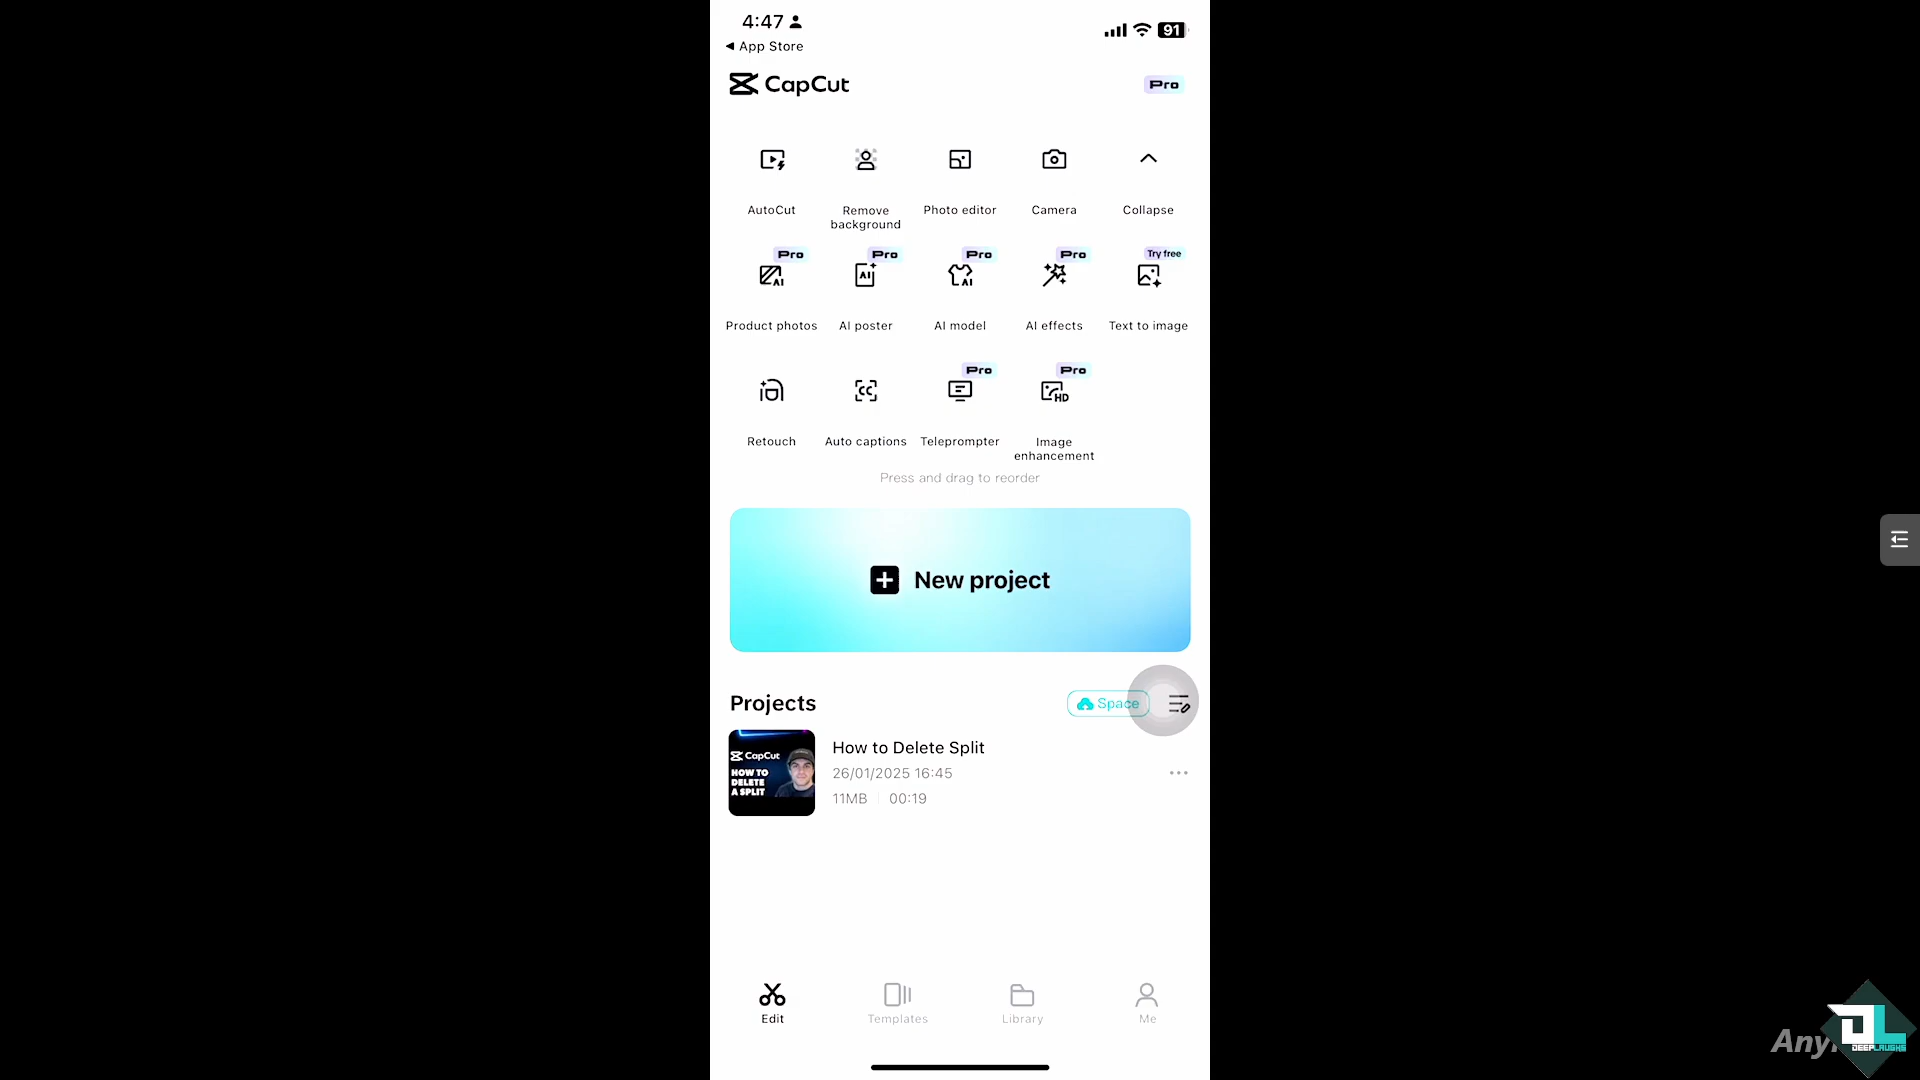 4:47
91
◀ App Store
CapCut
Pro
AutoCut
Remove background
Photo editor
Camera
Collapse
Pro
Pro
Pro
Pro
Try free
Product photos
AI poster
AI model
AI effects
Text to image
Pro
Pro
Retouch
Auto captions
Teleprompter
Image enhancement
Press and drag to reorder
New project
Projects
Space
CapCut
HOW TO
DELETE
A SPLIT
How to Delete Split
26/01/2025 16:45
11MB
00:19
Edit
Templates
Library
Me
DL
DEEPLAUGHS